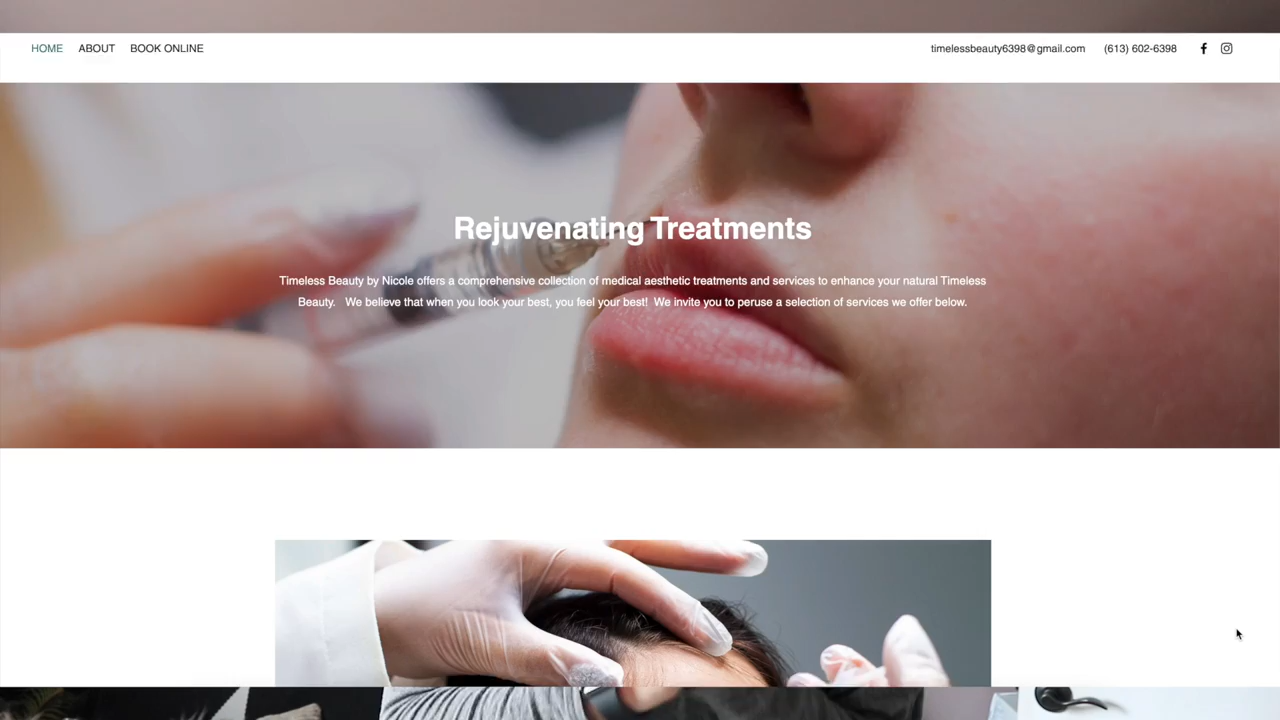 HOME ABOUT BOOK ONLINE timelessbeauty6398@gmail.com (613) 602-6398
Rejuvenating Treatments
Timeless Beauty by Nicole offers a comprehensive collection of medical aesthetic treatments and services to enhance your natural Timeless
Beauty. We believe that when you look your best, you feel your best! We invite you to peruse a selection of services we offer below.